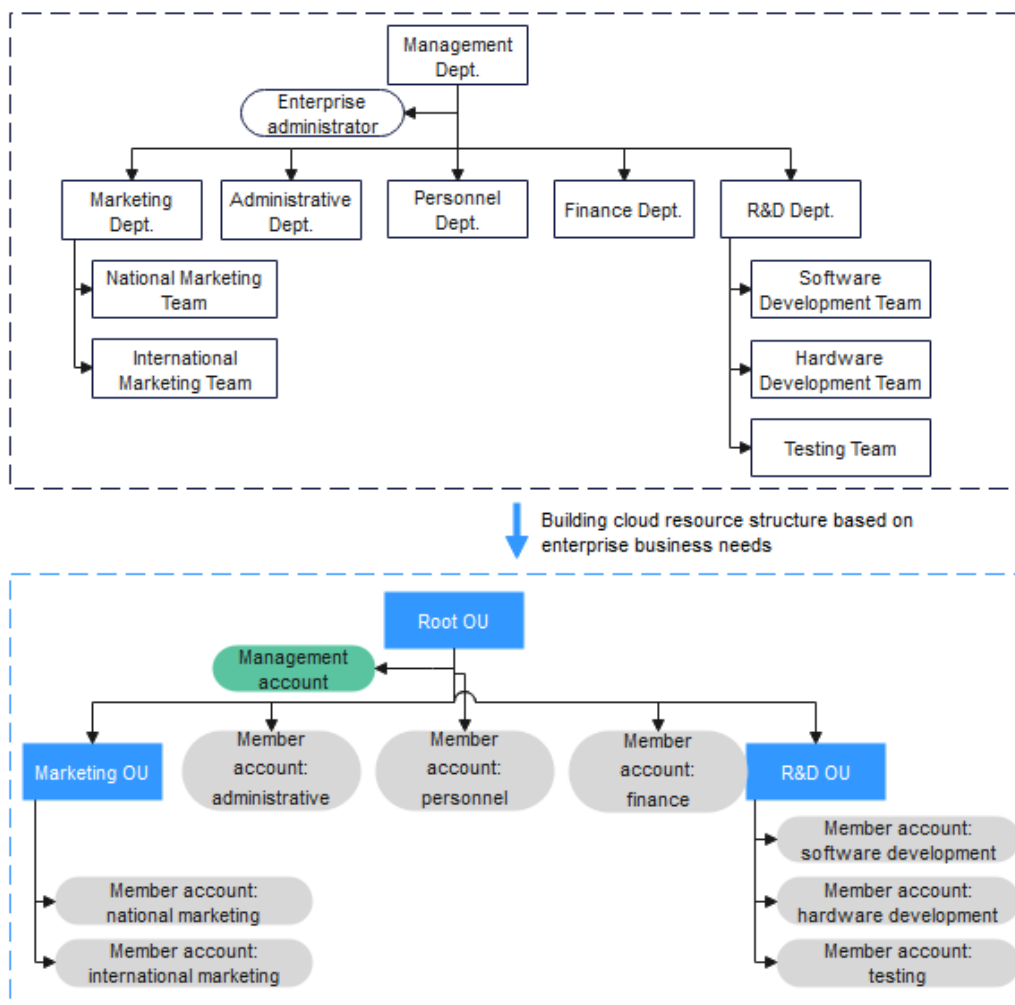 Management
Dept.
Enterprise
administrator
Marketing
Dept.
Administrative
Dept.
Personnel
Dept.
Finance Dept.
R&D Dept.
National Marketing
Team
International
Marketing Team
Software
Development Team
Hardware
Development Team
Testing Team
Building cloud resource structure based on
enterprise business needs
Root OU
Management
account
Marketing OU
Member
account:
administrative
Member
account:
personnel
Member
account:
finance
R&D OU
Member account:
national marketing
Member account:
international marketing
Member account:
software development
Member account:
hardware development
Member account:
testing